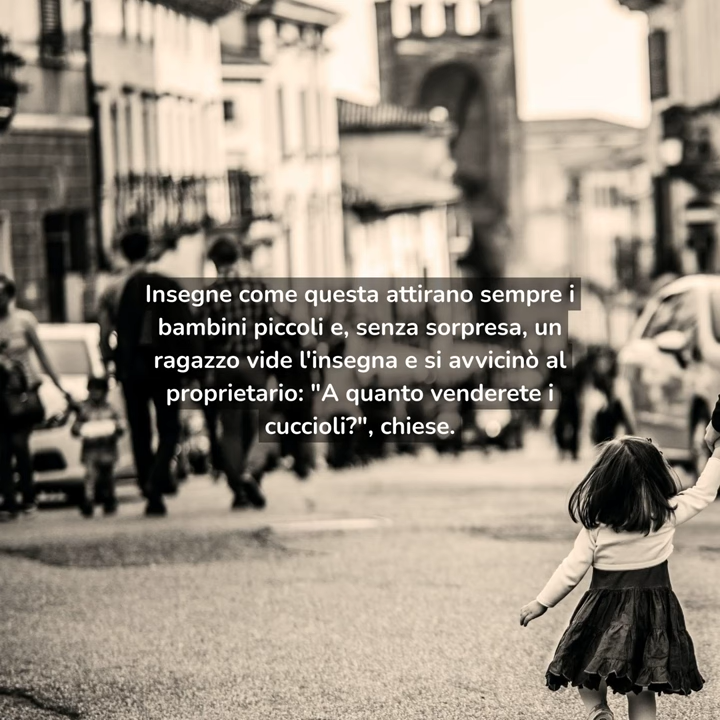 Insegne come questa attirano sempre i
bambini piccoli e, senza sorpresa, un
ragazzo vide l'insegna e si avvicinò al
proprietario: "A quanto venderete i
cuccioli?", chiese.